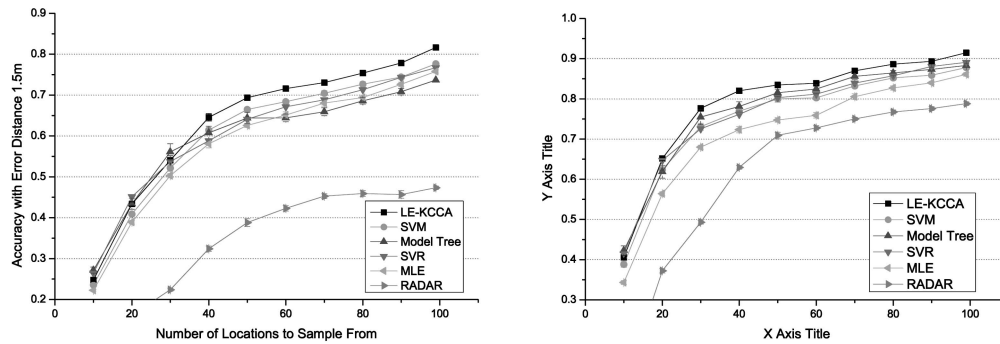 Accuracy with Error Distance 1.5m
0.8
0.7
0.6
0.5
0.4
0.3
0.2
0 20 40 60 80 100
Number of Locations to Sample From
LE-KCCA
SVM
Model Tree
SVR
MLE
RADAR
Y Axis Title
1.0
0.9
0.8
0.7
0.6
0.5
0.4
0.3
0 20 40 60 80 100
X Axis Title
LE-KCCA
SVM
Model Tree
SVR
MLE
RADAR